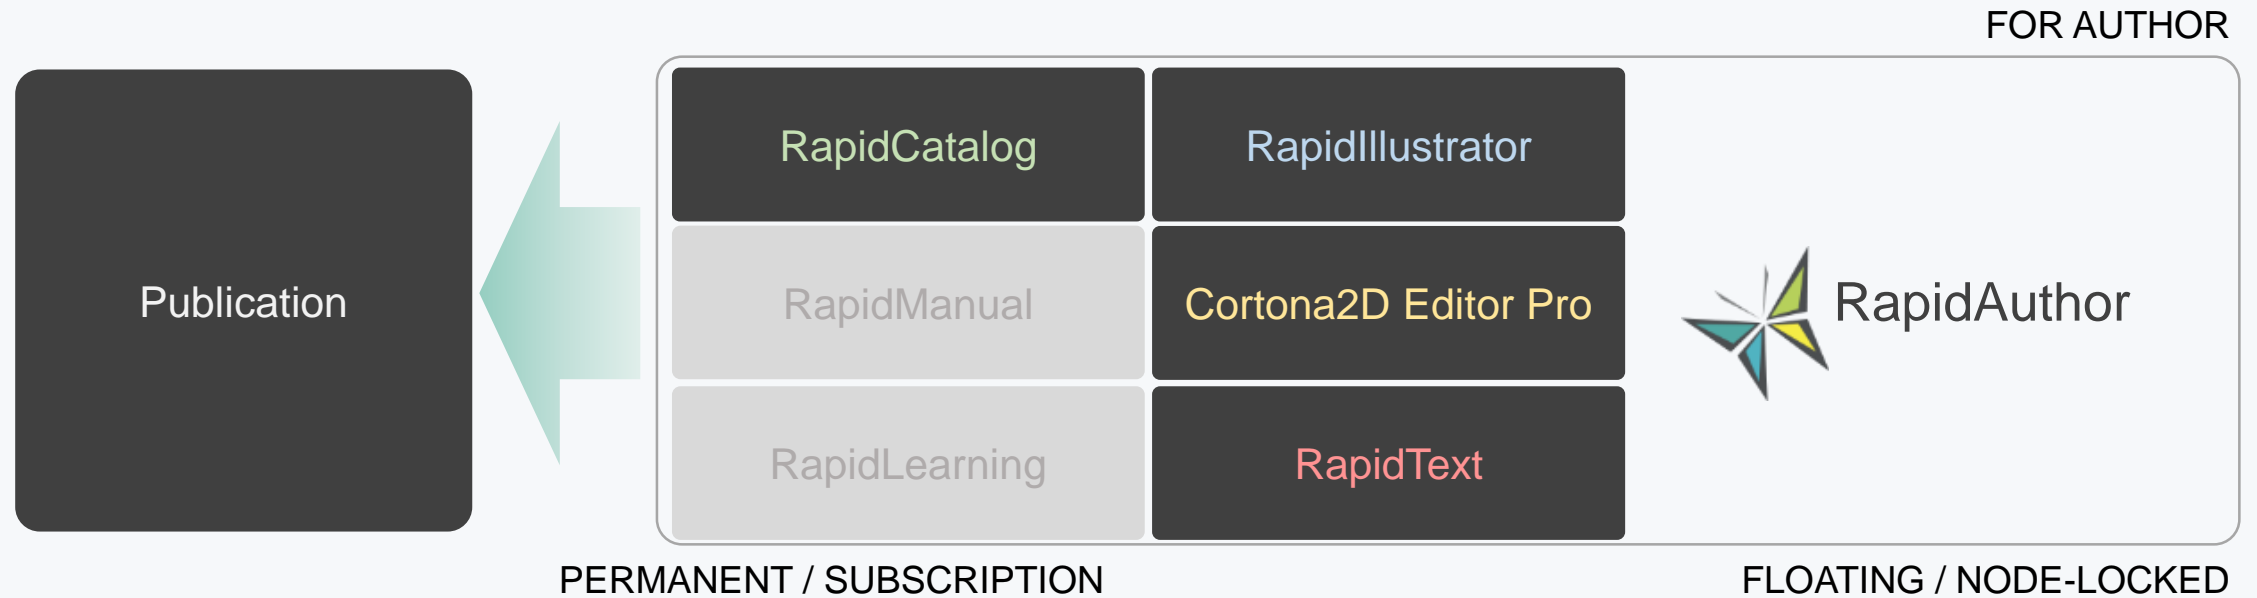 FOR AUTHOR
Publication
RapidCatalog
RapidIllustrator
RapidManual
Cortona2D Editor Pro
RapidLearning
RapidText
RapidAuthor
PERMANENT / SUBSCRIPTION
FLOATING / NODE-LOCKED